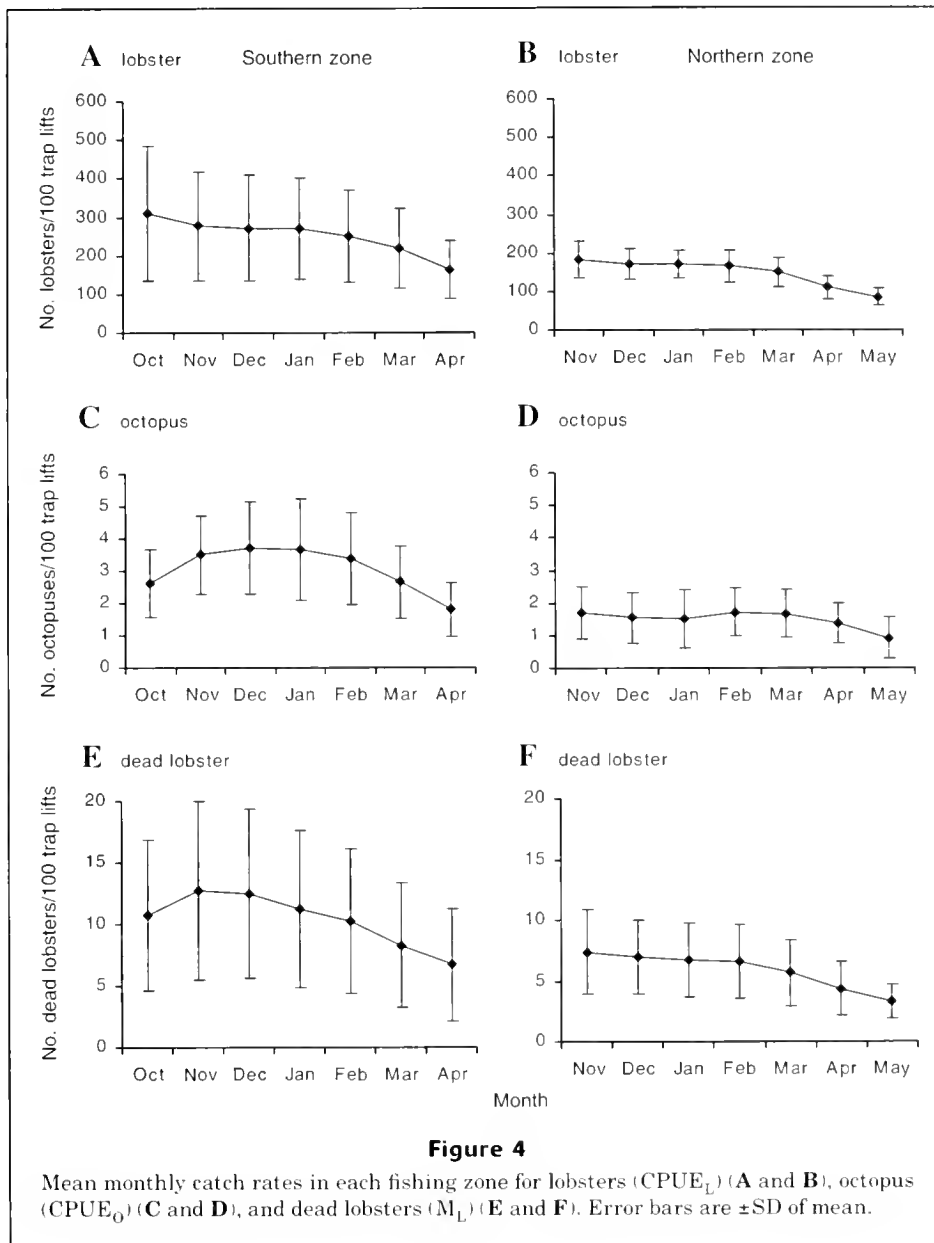 A lobster Southern zone
B lobster Northern zone
No. lobsters/100 trap lifts
600
500
400
300
200
100
0
Oct Nov Dec Jan Feb Mar Apr
600
500
400
300
200
100
0
Nov Dec Jan Feb Mar Apr May
C octopus
D octopus
No. octopuses/100 trap lifts
6
5
4
3
2
1
0
Oct Nov Dec Jan Feb Mar Apr
6
5
4
3
2
1
0
Nov Dec Jan Feb Mar Apr May
E dead lobster
F dead lobster
No. dead lobsters/100 trap lifts
20
15
10
5
0
Oct Nov Dec Jan Feb Mar Apr
20
15
10
5
0
Nov Dec Jan Feb Mar Apr May
Month
Figure 4
Mean monthly catch rates in each fishing zone for lobsters (CPUE_L) (A and B), octopus
(CPUE_O) (C and D), and dead lobsters (M_L) (E and F). Error bars are ±SD of mean.